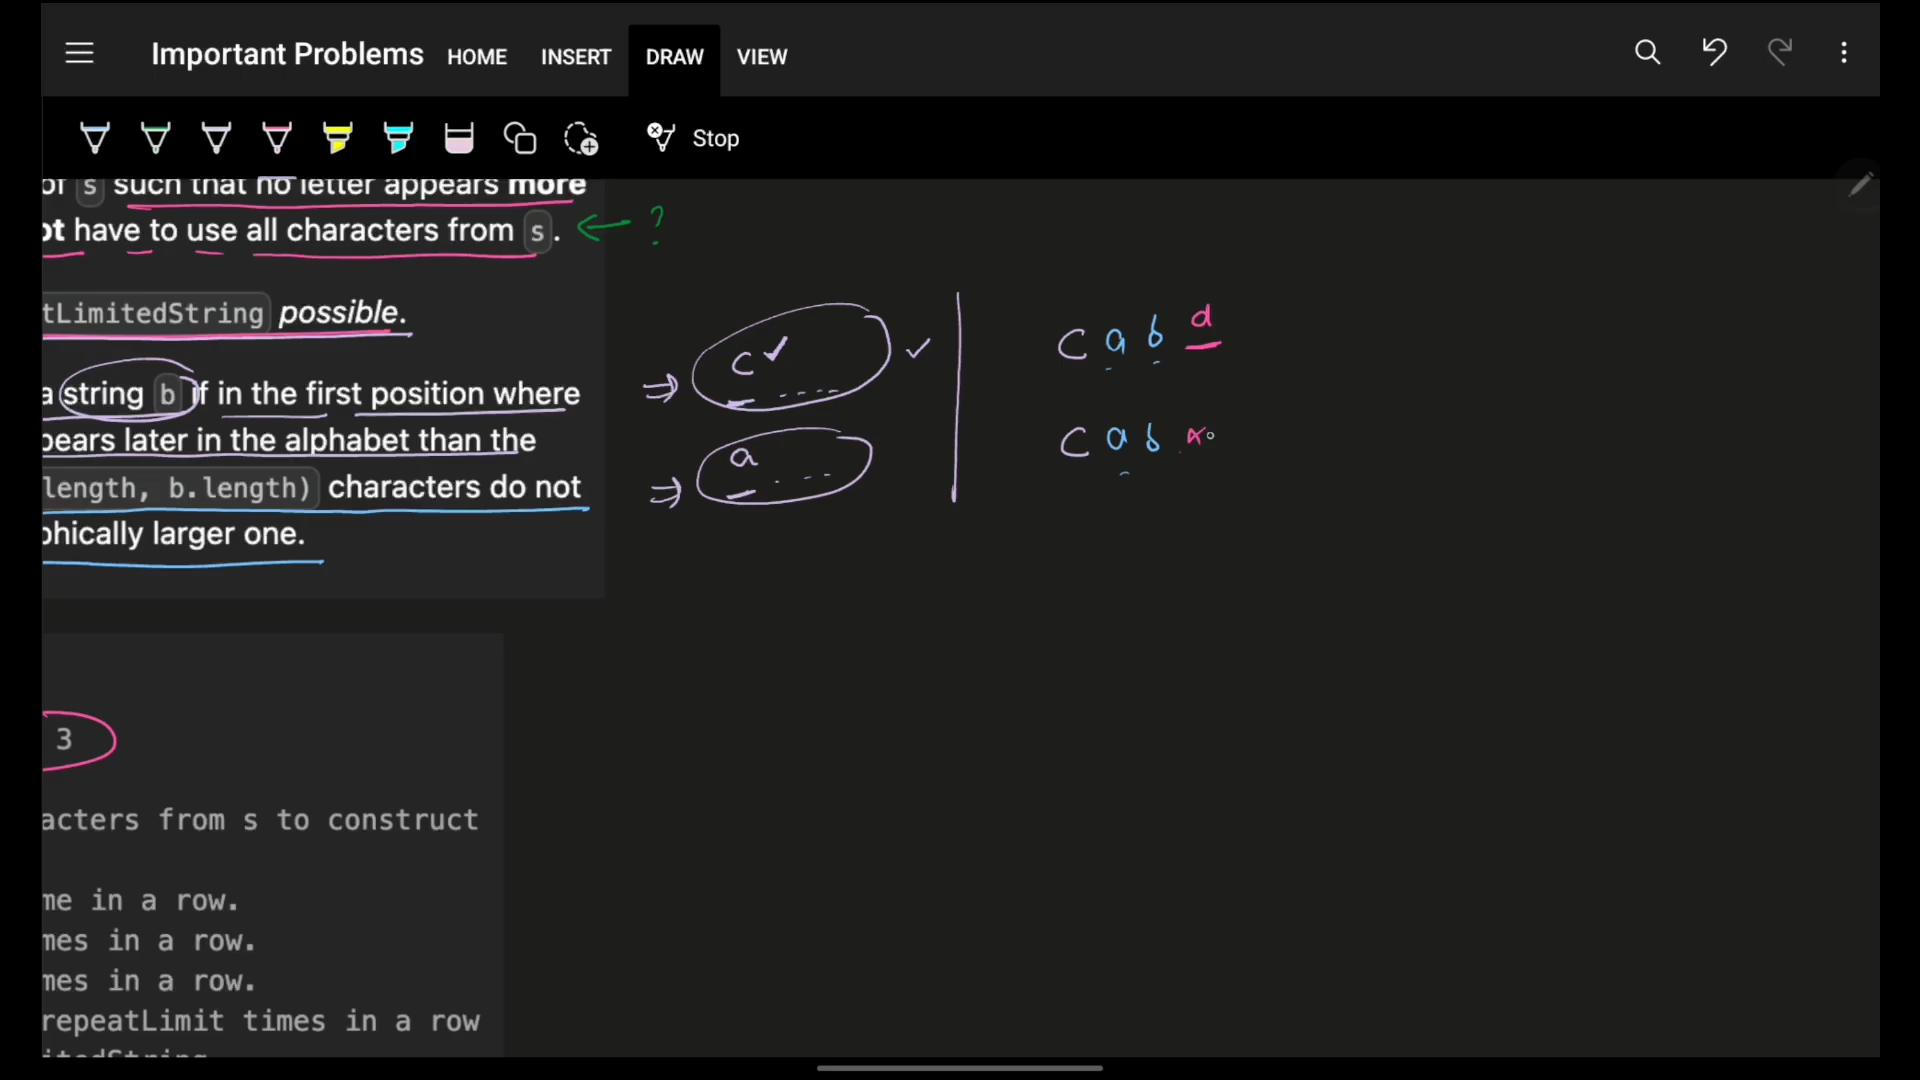 Important Problems HOME INSERT DRAW VIEW
Stop
of s such that no letter appears more
ot have to use all characters from s. ← ?
tLimitedString possible.
a string b if in the first position where
pears later in the alphabet than the
length, b.length) characters do not
phically larger one.
⇒ c ✓ ✓
⇒ a
c a b d
c a b
3
acters from s to construct
me in a row.
mes in a row.
mes in a row.
repeatLimit times in a row
itedString